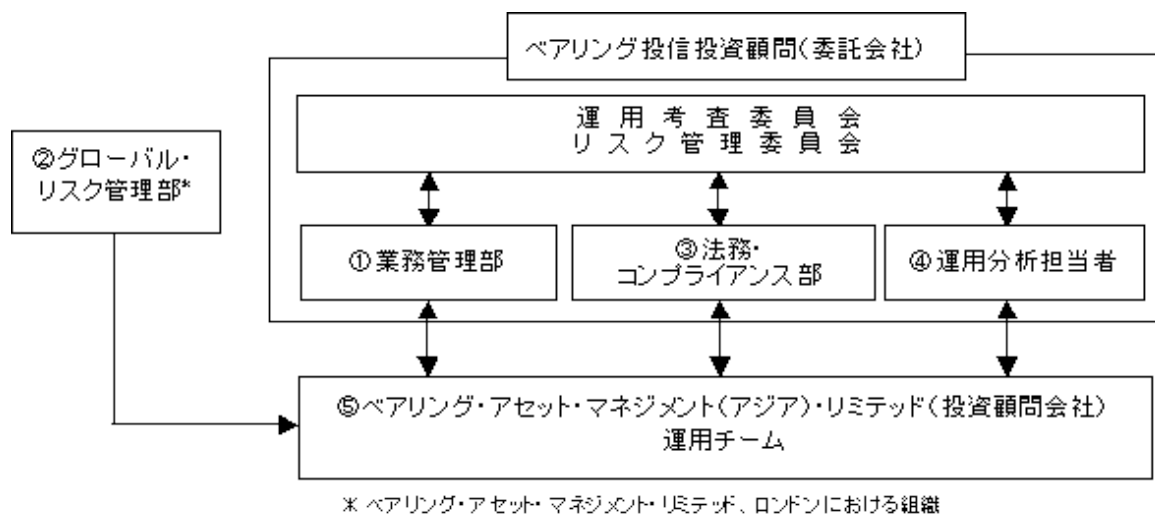 ベアリング投信投資顧問(委託会社)
運用考査委員会
リスク管理委員会
②グローバル・
リスク管理部*
①業務管理部
③法務・
コンプライアンス部
④運用分析担当者
⑤ベアリング・アセット・マネジメント(アジア)・リミテッド(投資顧問会社)
運用チーム
* ベアリング・アセット・マネジメント・リミテッド、ロンドンにおける組織